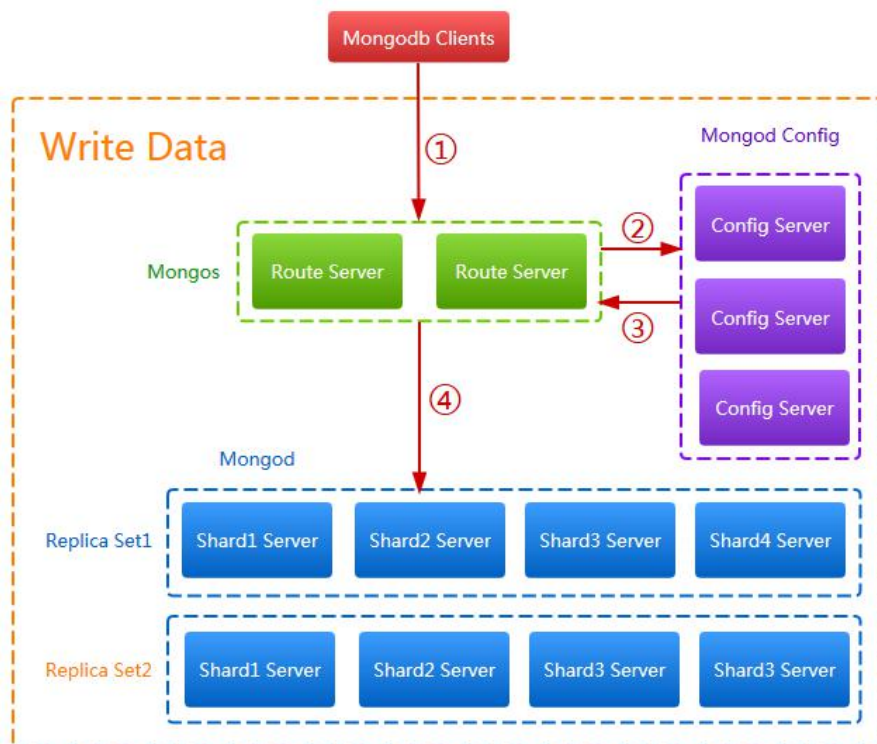 Mongodb Clients
Write Data
①
Mongod Config
Mongos
Route Server
Route Server
②
③
Config Server
Config Server
Config Server
④
Mongod
Replica Set1
Shard1 Server
Shard2 Server
Shard3 Server
Shard4 Server
Replica Set2
Shard1 Server
Shard2 Server
Shard3 Server
Shard3 Server